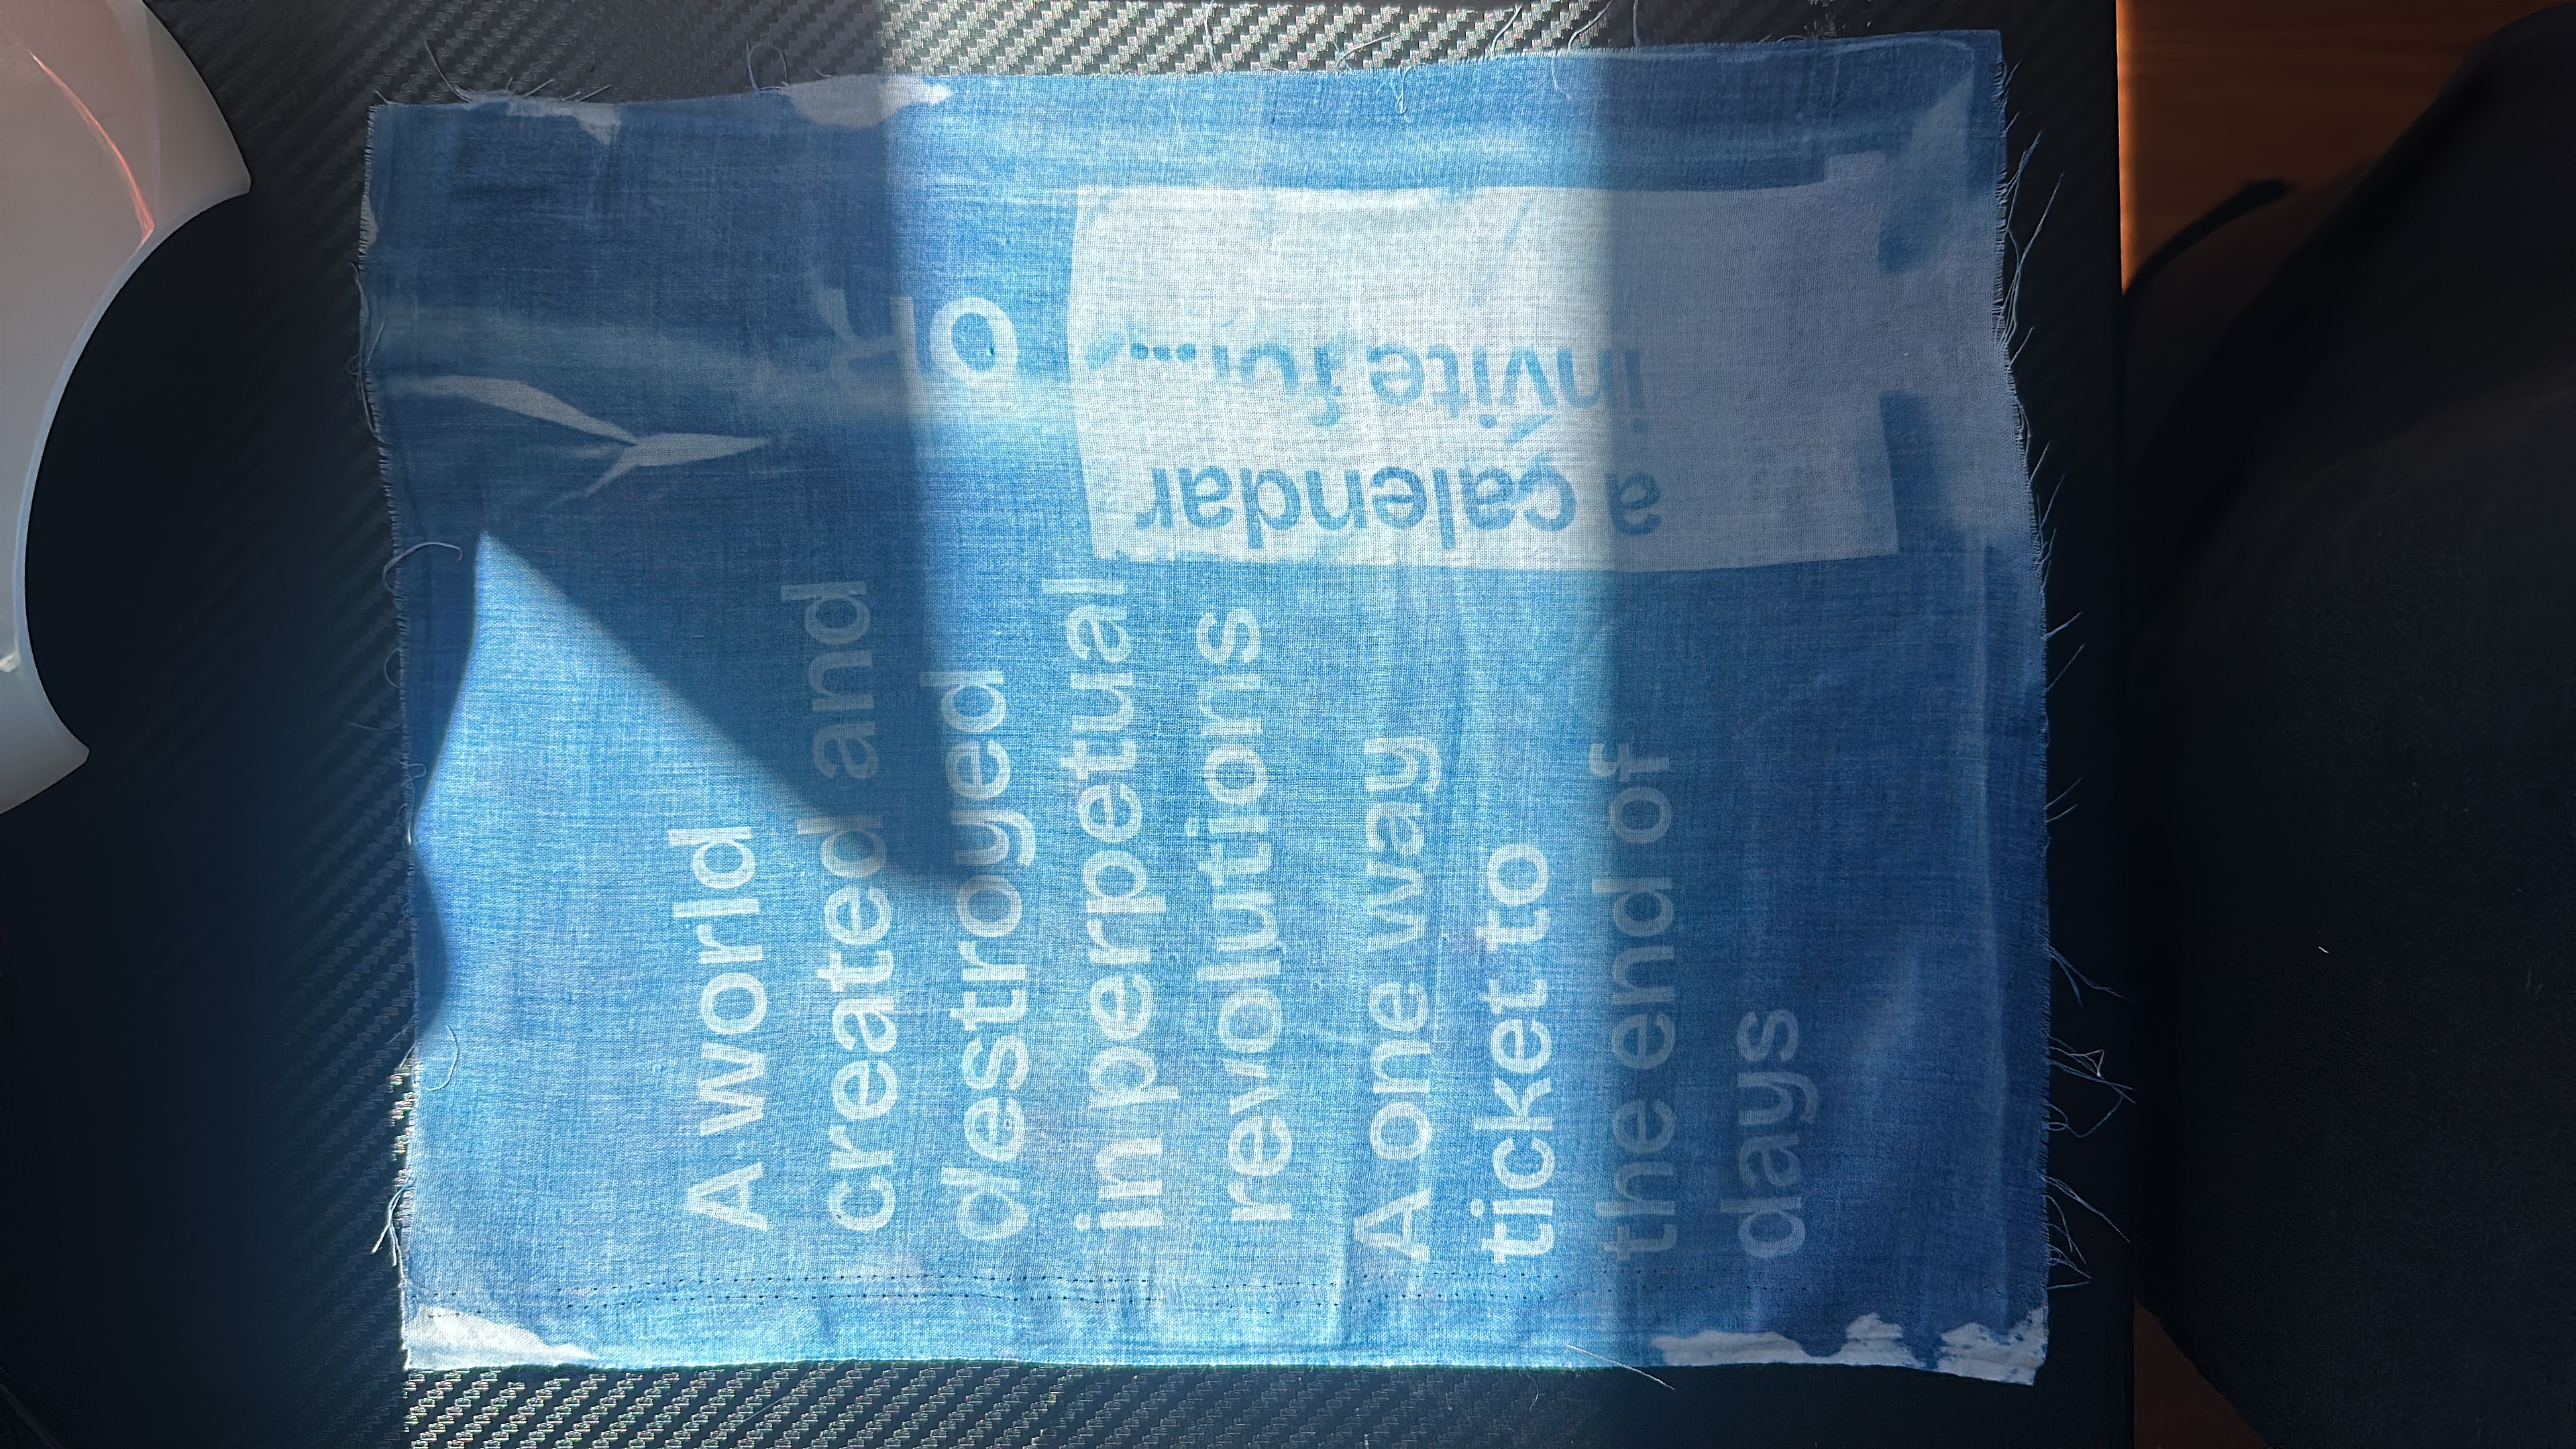 A world
created and
destroyed
in perpetual
revolutions
A one way
ticket to
the end of
days
a calendar
invite for...